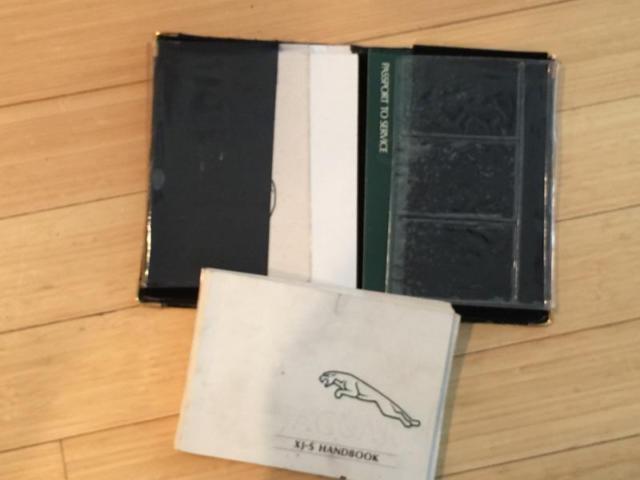 PASSPORT TO SERVICE
XJ-S HANDBOOK